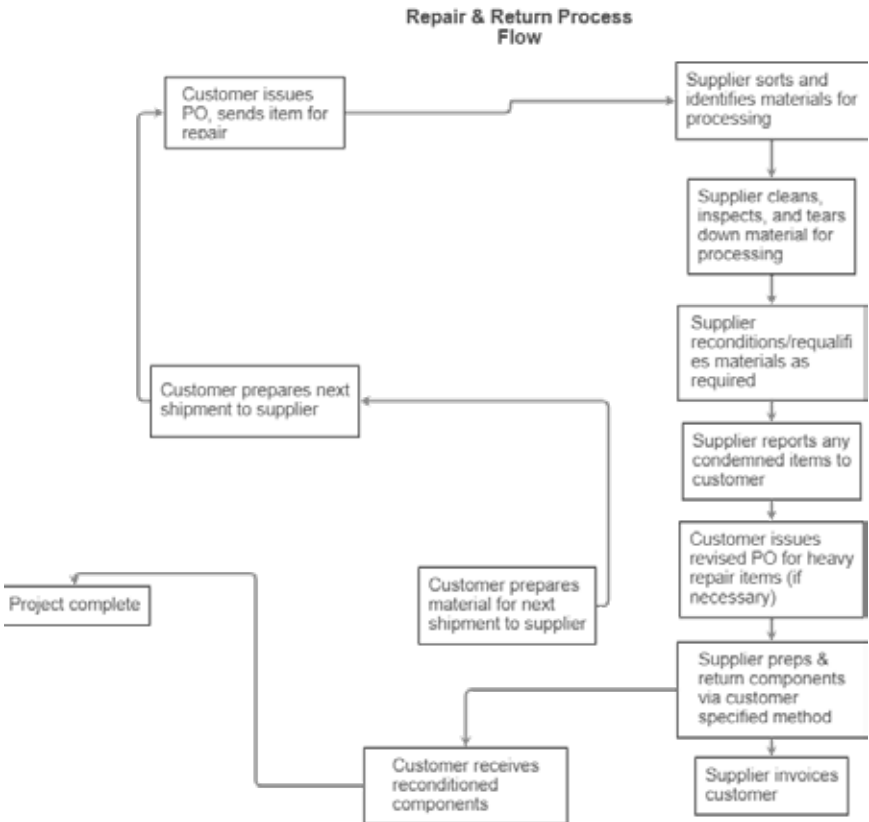 Repair & Return Process
Flow
Customer issues
PO, sends item for
repair
Supplier sorts and
identifies materials for
processing
Supplier cleans,
inspects, and tears
down material for
processing
Supplier
reconditions/requalifi
es materials as
required
Customer prepares next
shipment to supplier
Supplier reports any
condemned items to
customer
Customer issues
revised PO for heavy
repair items (if
necessary)
Customer prepares
material for next
shipment to supplier
Project complete
Supplier preps &
return components
via customer
specified method
Customer receives
reconditioned
components
Supplier invoices
customer